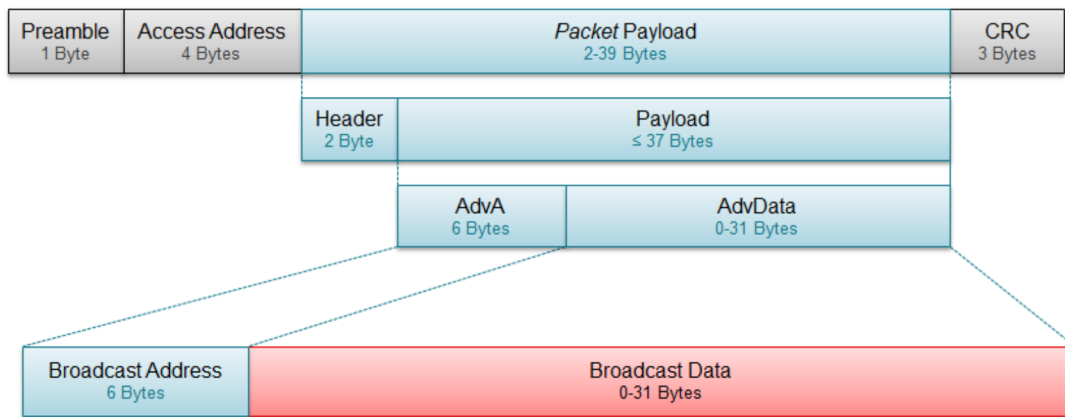 Preamble
1 Byte
Access Address
4 Bytes
Packet Payload
2-39 Bytes
CRC
3 Bytes
Header
2 Byte
Payload
≤ 37 Bytes
AdvA
6 Bytes
AdvData
0-31 Bytes
Broadcast Address
6 Bytes
Broadcast Data
0-31 Bytes